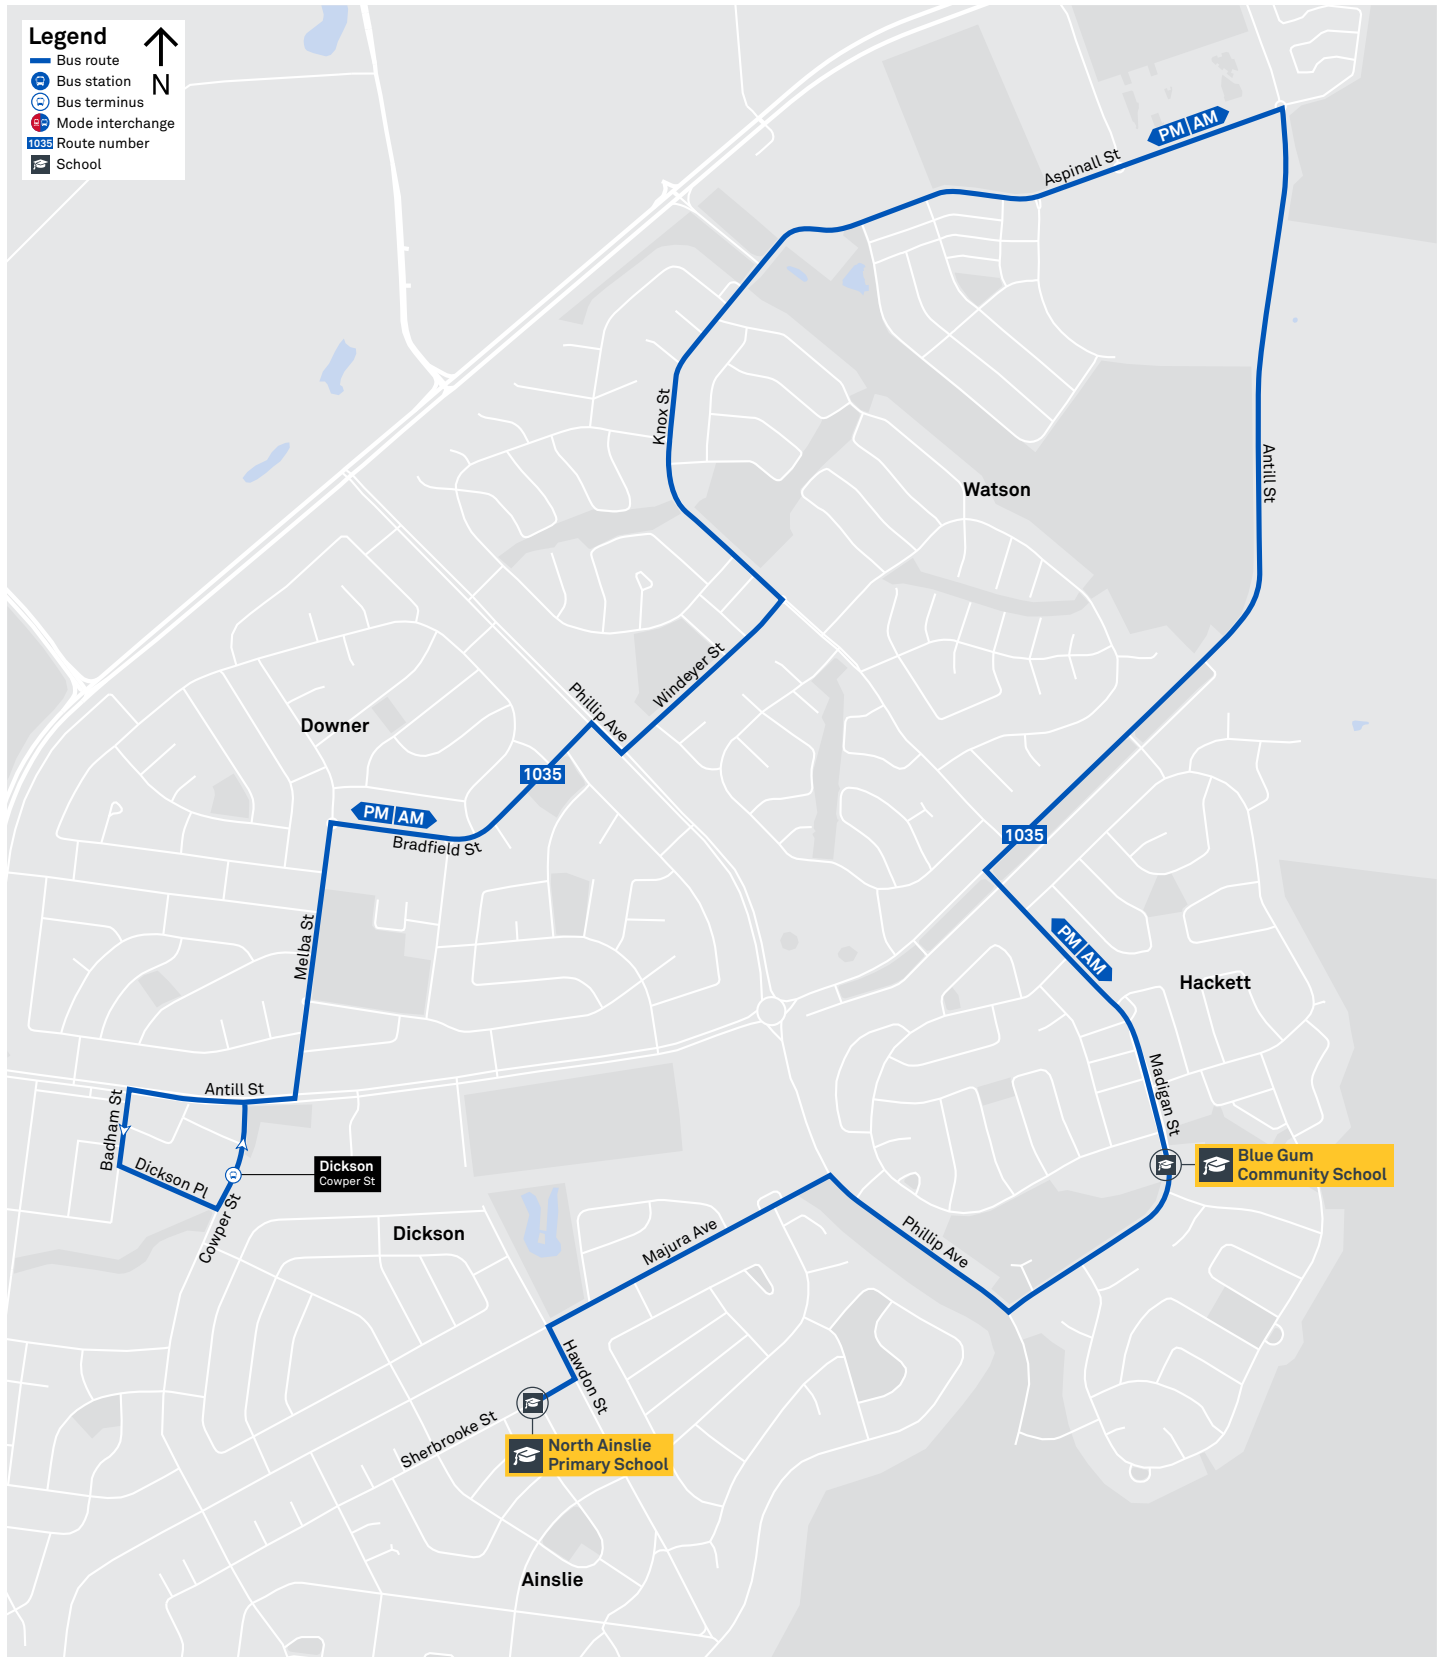 Legend
N
Bus route
Bus station
Bus terminus
Mode interchange
1035 Route number
School
PM AM
Aspinall St
Knox St
Antill St
Watson
Windeyer St
Phillip Ave
Downer
1035
PM AM
Bradfield St
1035
Melba St
PM AM
Hackett
Madigan St
Antill St
Badham St
Dickson Pl
Cowper St
Dickson
Cowper St
Blue Gum
Community School
Dickson
Majura Ave
Phillip Ave
Hawdon St
Sherbrooke St
North Ainslie
Primary School
Ainslie